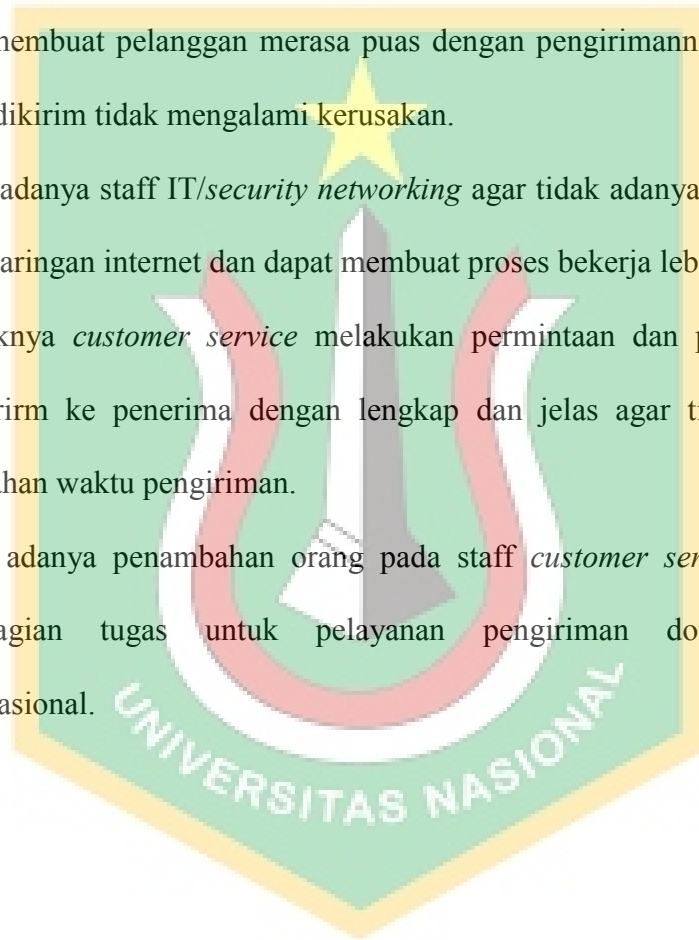 membuat pelanggan merasa puas dengan pengirimann
dikirim tidak mengalami kerusakan.
adanya staff IT/security networking agar tidak adanya
aringan internet dan dapat membuat proses bekerja leb
knya customer service melakukan permintaan dan p
rirm ke penerima dengan lengkap dan jelas agar t
ahan waktu pengiriman.
adanya penambahan orang pada staff customer ser
agian tugas untuk pelayanan pengiriman do
asional.
UNIVERSITAS NASIONAL